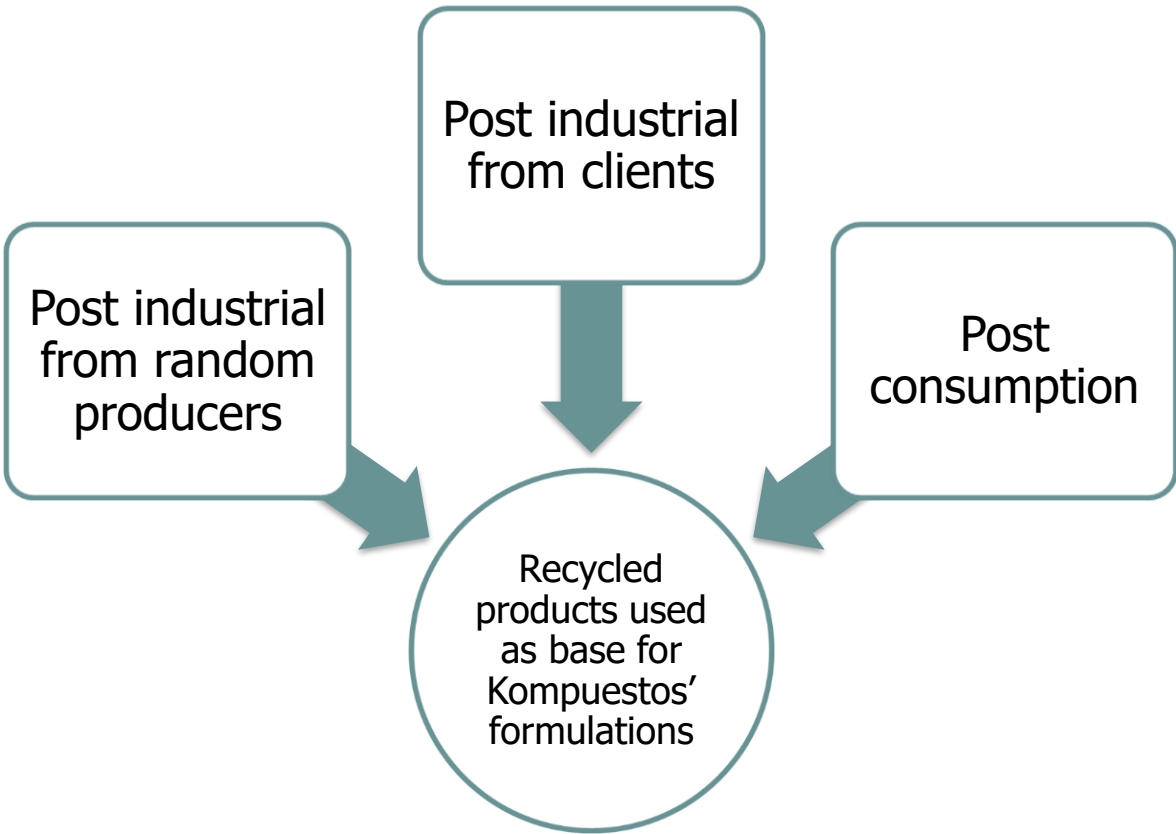 Post industrial
from clients
Post industrial
from random
producers
Post
consumption
Recycled
products used
as base for
Kompuestos’
formulations